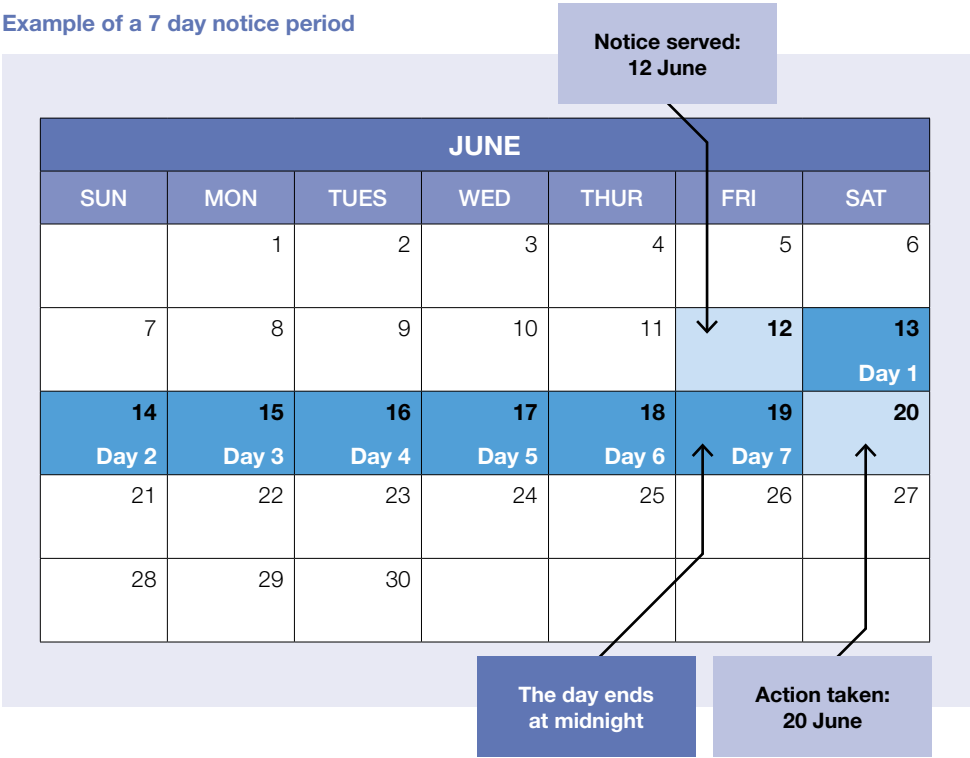 Example of a 7 day notice period
Notice served:
12 June
JUNE
SUN MON TUES WED THUR FRI SAT
1 2 3 4 5 6
7 8 9 10 11 12 13
Day 1
14 15 16 17 18 19 20
Day 2 Day 3 Day 4 Day 5 Day 6 Day 7
21 22 23 24 25 26 27
28 29 30
The day ends
at midnight
Action taken:
20 June